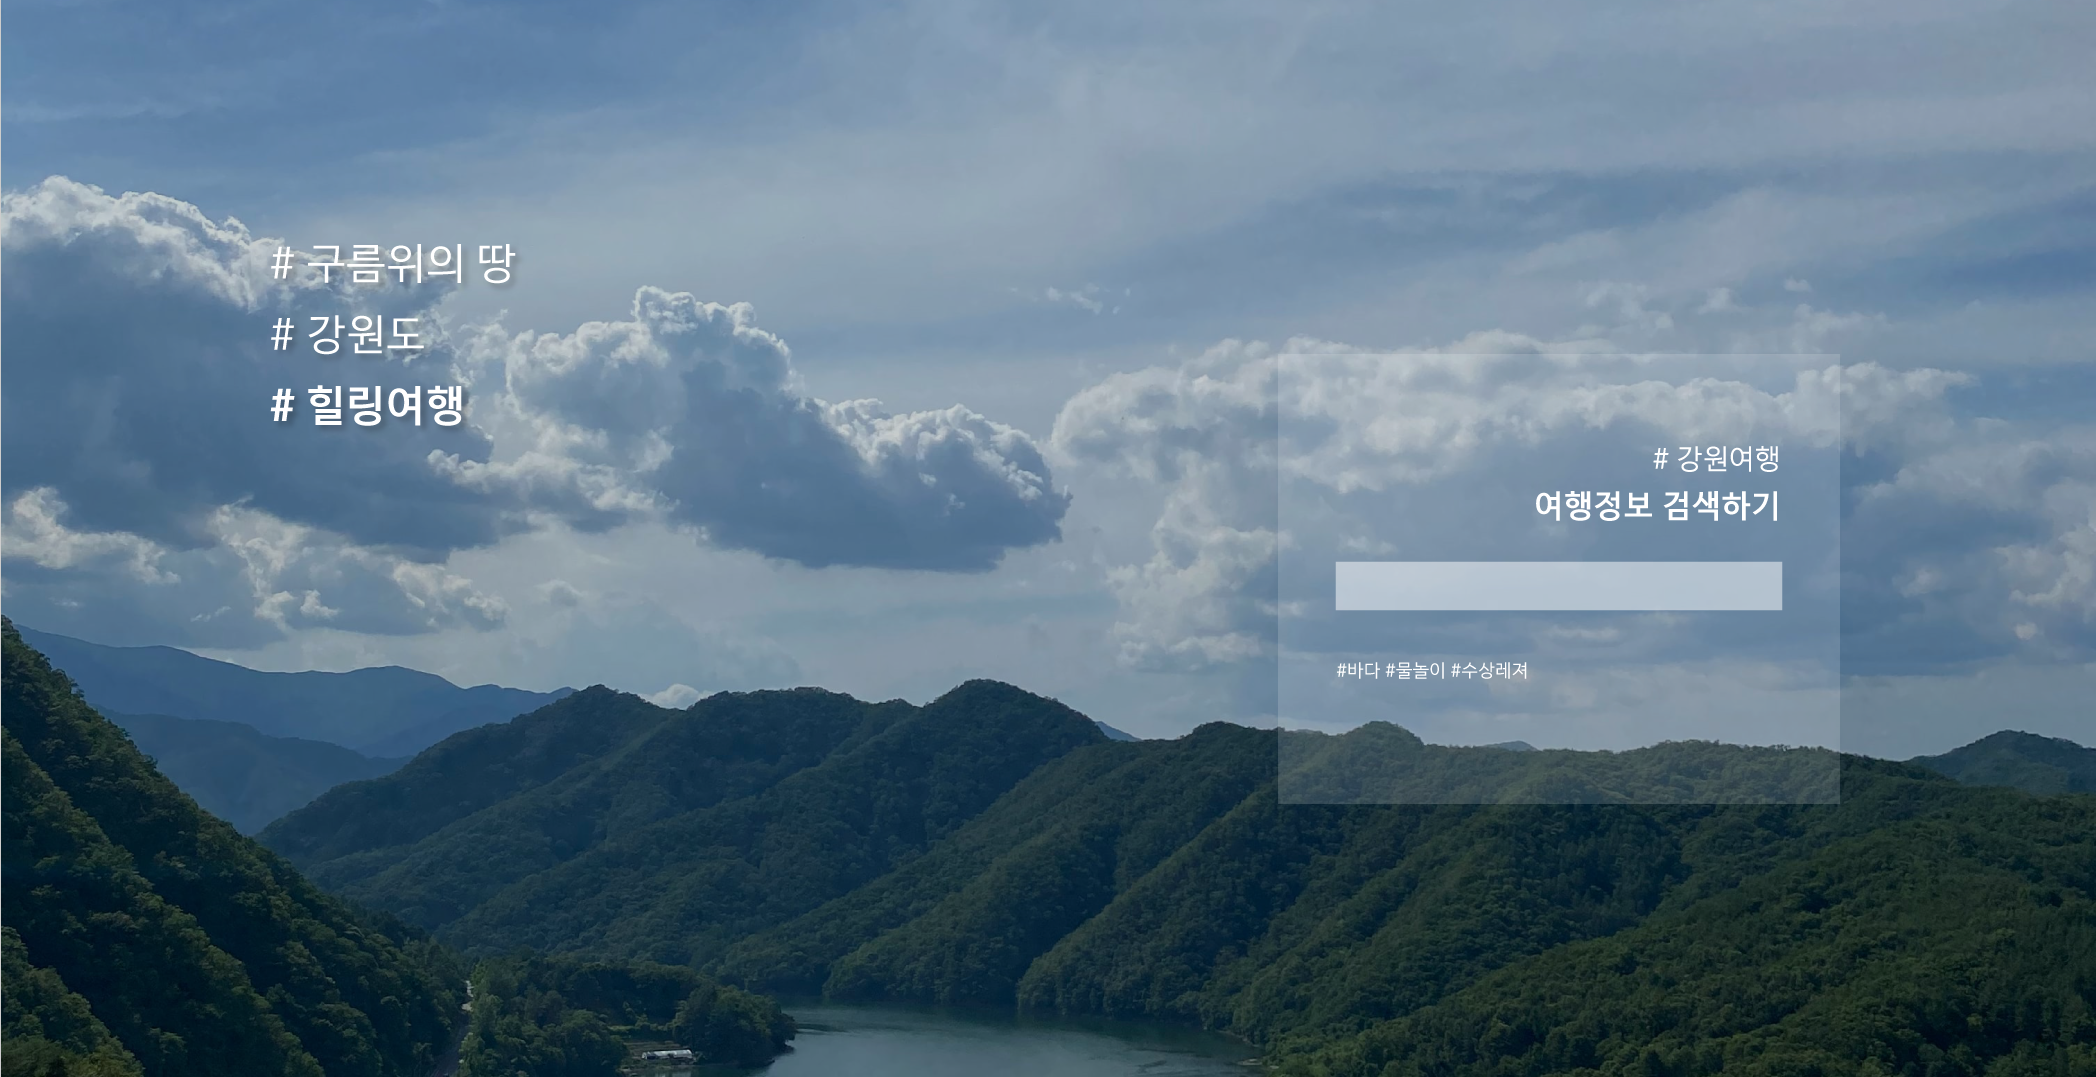 # 구름위의 땅
# 강원도
# 힐링여행
# 강원여행
여행정보 검색하기
#바다 #물놀이 #수상레져